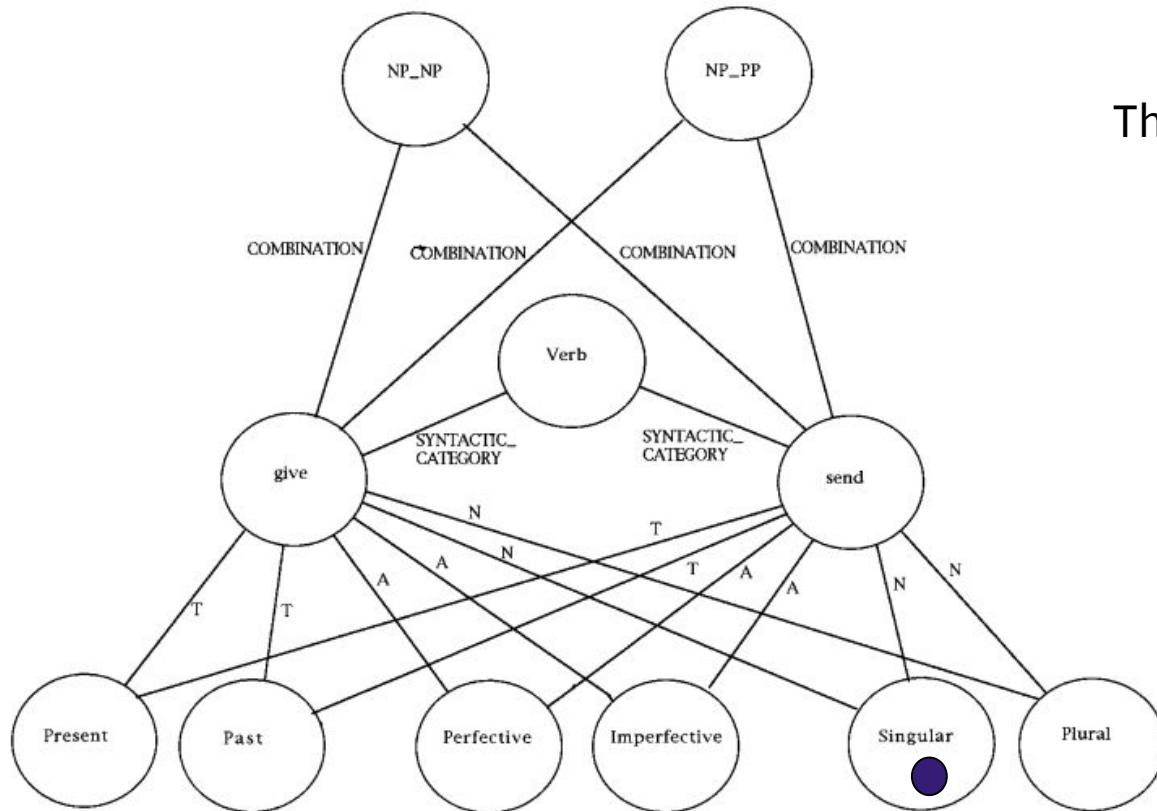 NP_NP
NP_PP
Th
COMBINATION
COMBINATION
COMBINATION
COMBINATION
Verb
SYNTACTIC_
CATEGORY
SYNTACTIC_
CATEGORY
give
send
N
T
N
A
A
T
A
A
N
N
T
T
Present
Past
Perfective
Imperfective
Singular
Plural